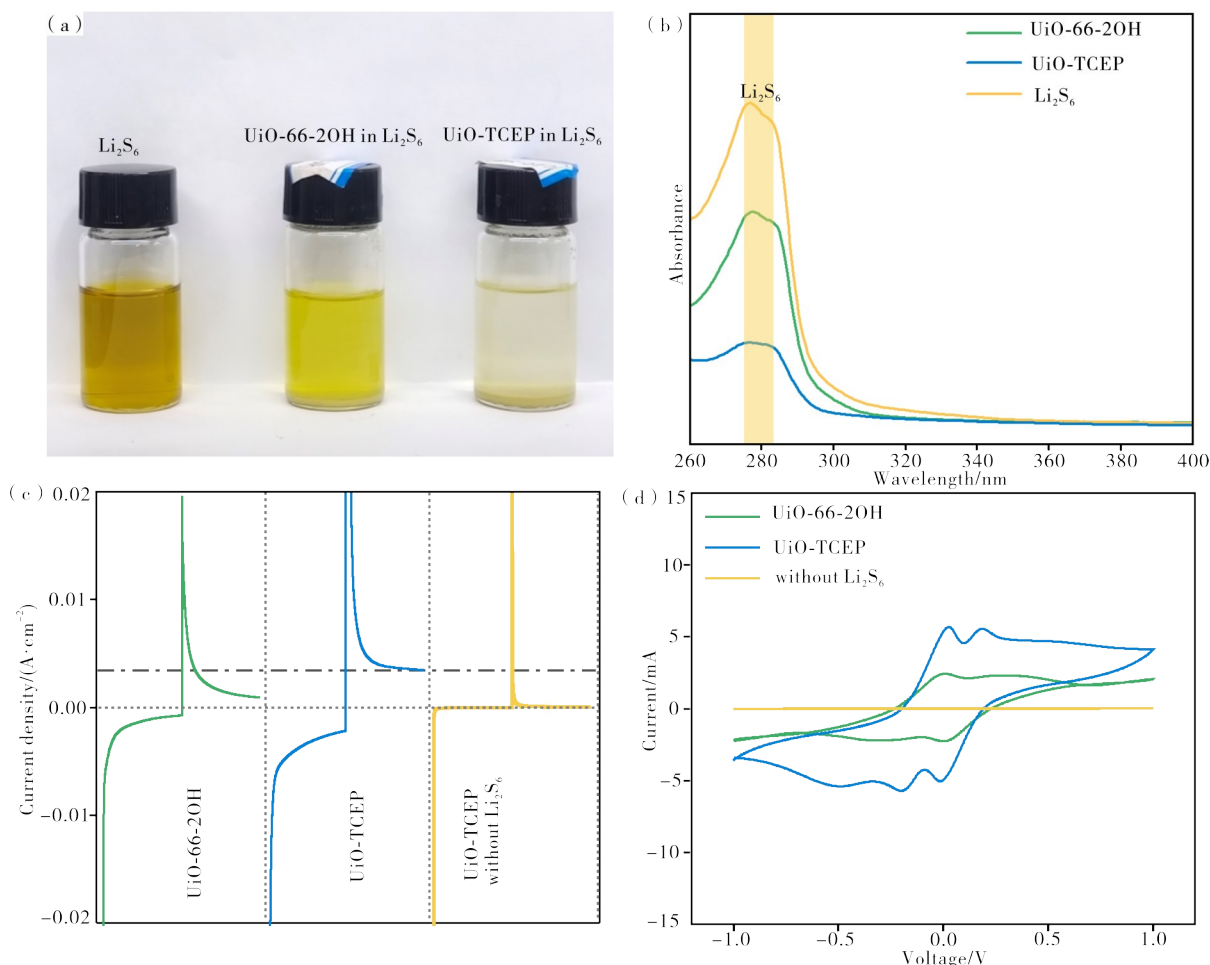 (a)
Li₂S₆
UiO-66-2OH in Li₂S₆
UiO-TCEP in Li₂S₆
(b)
UiO-66-2OH
UiO-TCEP
Li₂S₆
Li₂S₆
Absorbance
260 280 300 320 340 360 380 400
Wavelength/nm
(c)
0.02
0.01
0.00
−0.01
−0.02
Current density/(A·cm⁻²)
UiO-66-2OH
UiO-TCEP
UiO-TCEP
without Li₂S₆
(d)
15
10
5
0
−5
−10
−15
Current/mA
UiO-66-2OH
UiO-TCEP
without Li₂S₆
−1.0 −0.5 0.0 0.5 1.0
Voltage/V